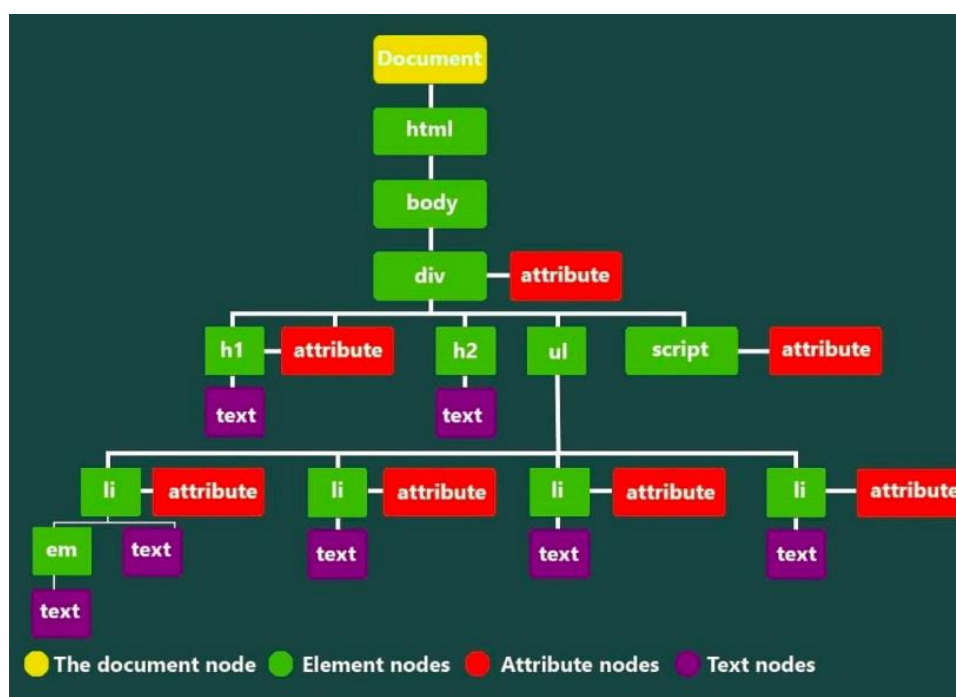 Document
html
body
div attribute
h1 attribute h2 ul script attribute
text text
li attribute li attribute li attribute li attribute
em text text text text
text
The document node Element nodes Attribute nodes Text nodes